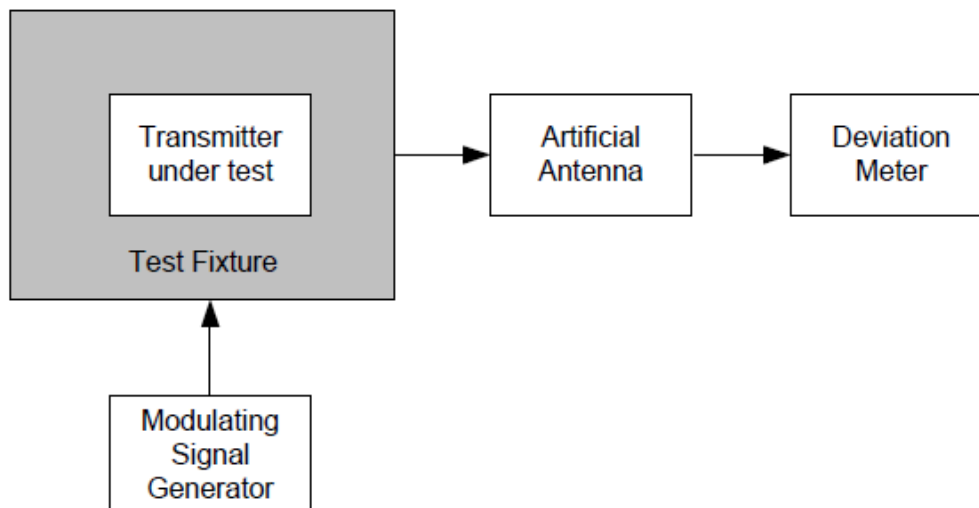 Transmitter
under test
Test Fixture
Artificial
Antenna
Deviation
Meter
Modulating
Signal
Generator